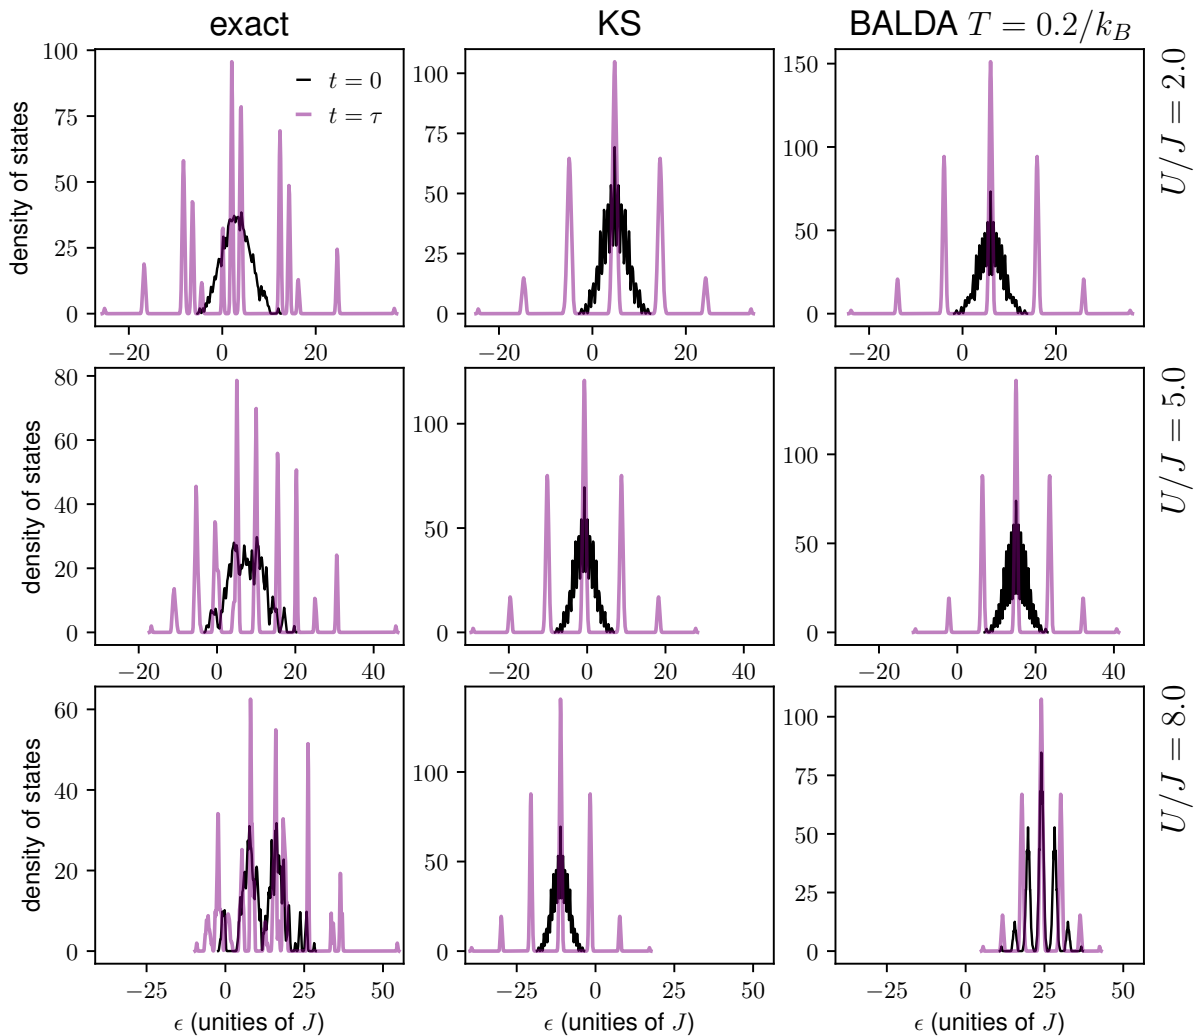 exact KS BALDA T = 0.2/k_B
100
75
50
25
0
density of states
t = 0
t = τ
−20 0 20
100
75
50
25
0
−20 0 20
150
100
50
0
−20 0 20
U/J = 2.0
80
60
40
20
0
density of states
−20 0 20 40
100
50
0
−20 0 20 40
100
50
0
−20 0 20 40
U/J = 5.0
60
40
20
0
density of states
−25 0 25 50
ϵ (unities of J)
100
50
0
−25 0 25 50
ϵ (unities of J)
100
75
50
25
0
−25 0 25 50
ϵ (unities of J)
U/J = 8.0